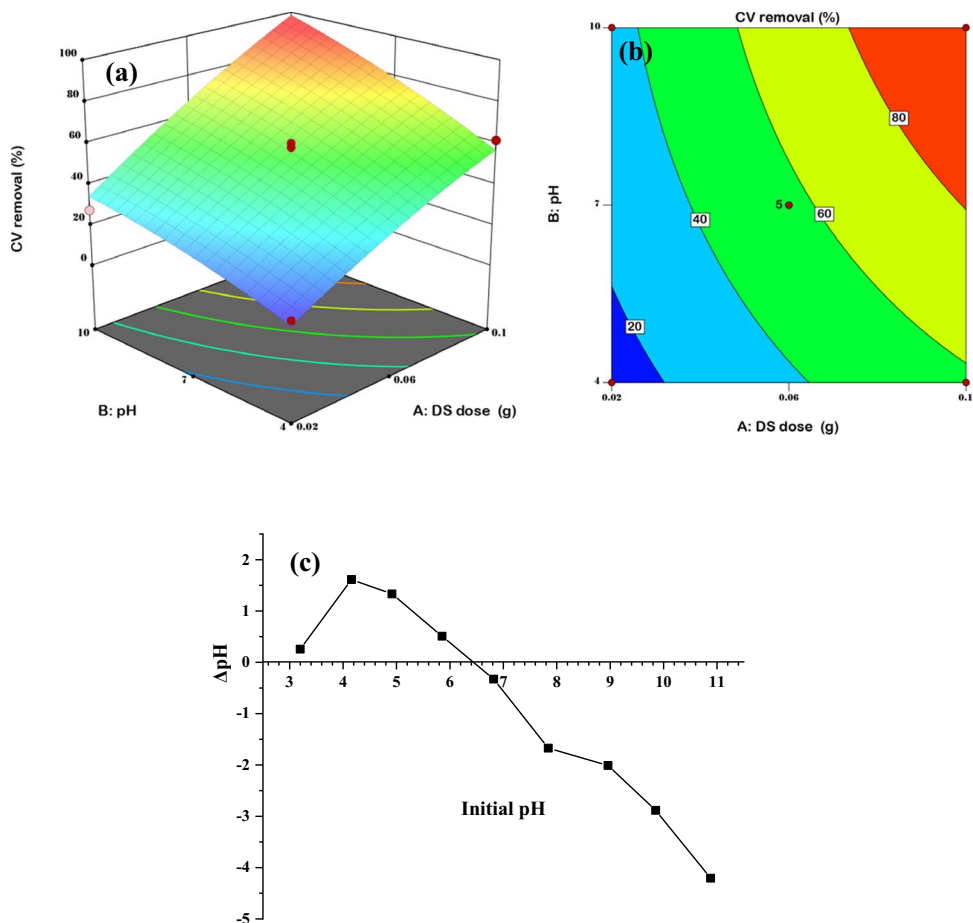 (a)
100
80
60
40
20
0
CV removal (%)
10
7
4
0.02
0.06
0.1
B: pH
A: DS dose (g)
CV removal (%)
(b)
10
7
4
B: pH
80
60
40
20
5
0.02
0.06
0.1
A: DS dose (g)
(c)
2
1
0
-1
-2
-3
-4
-5
ΔpH
3 4 5 6 7 8 9 10 11
Initial pH